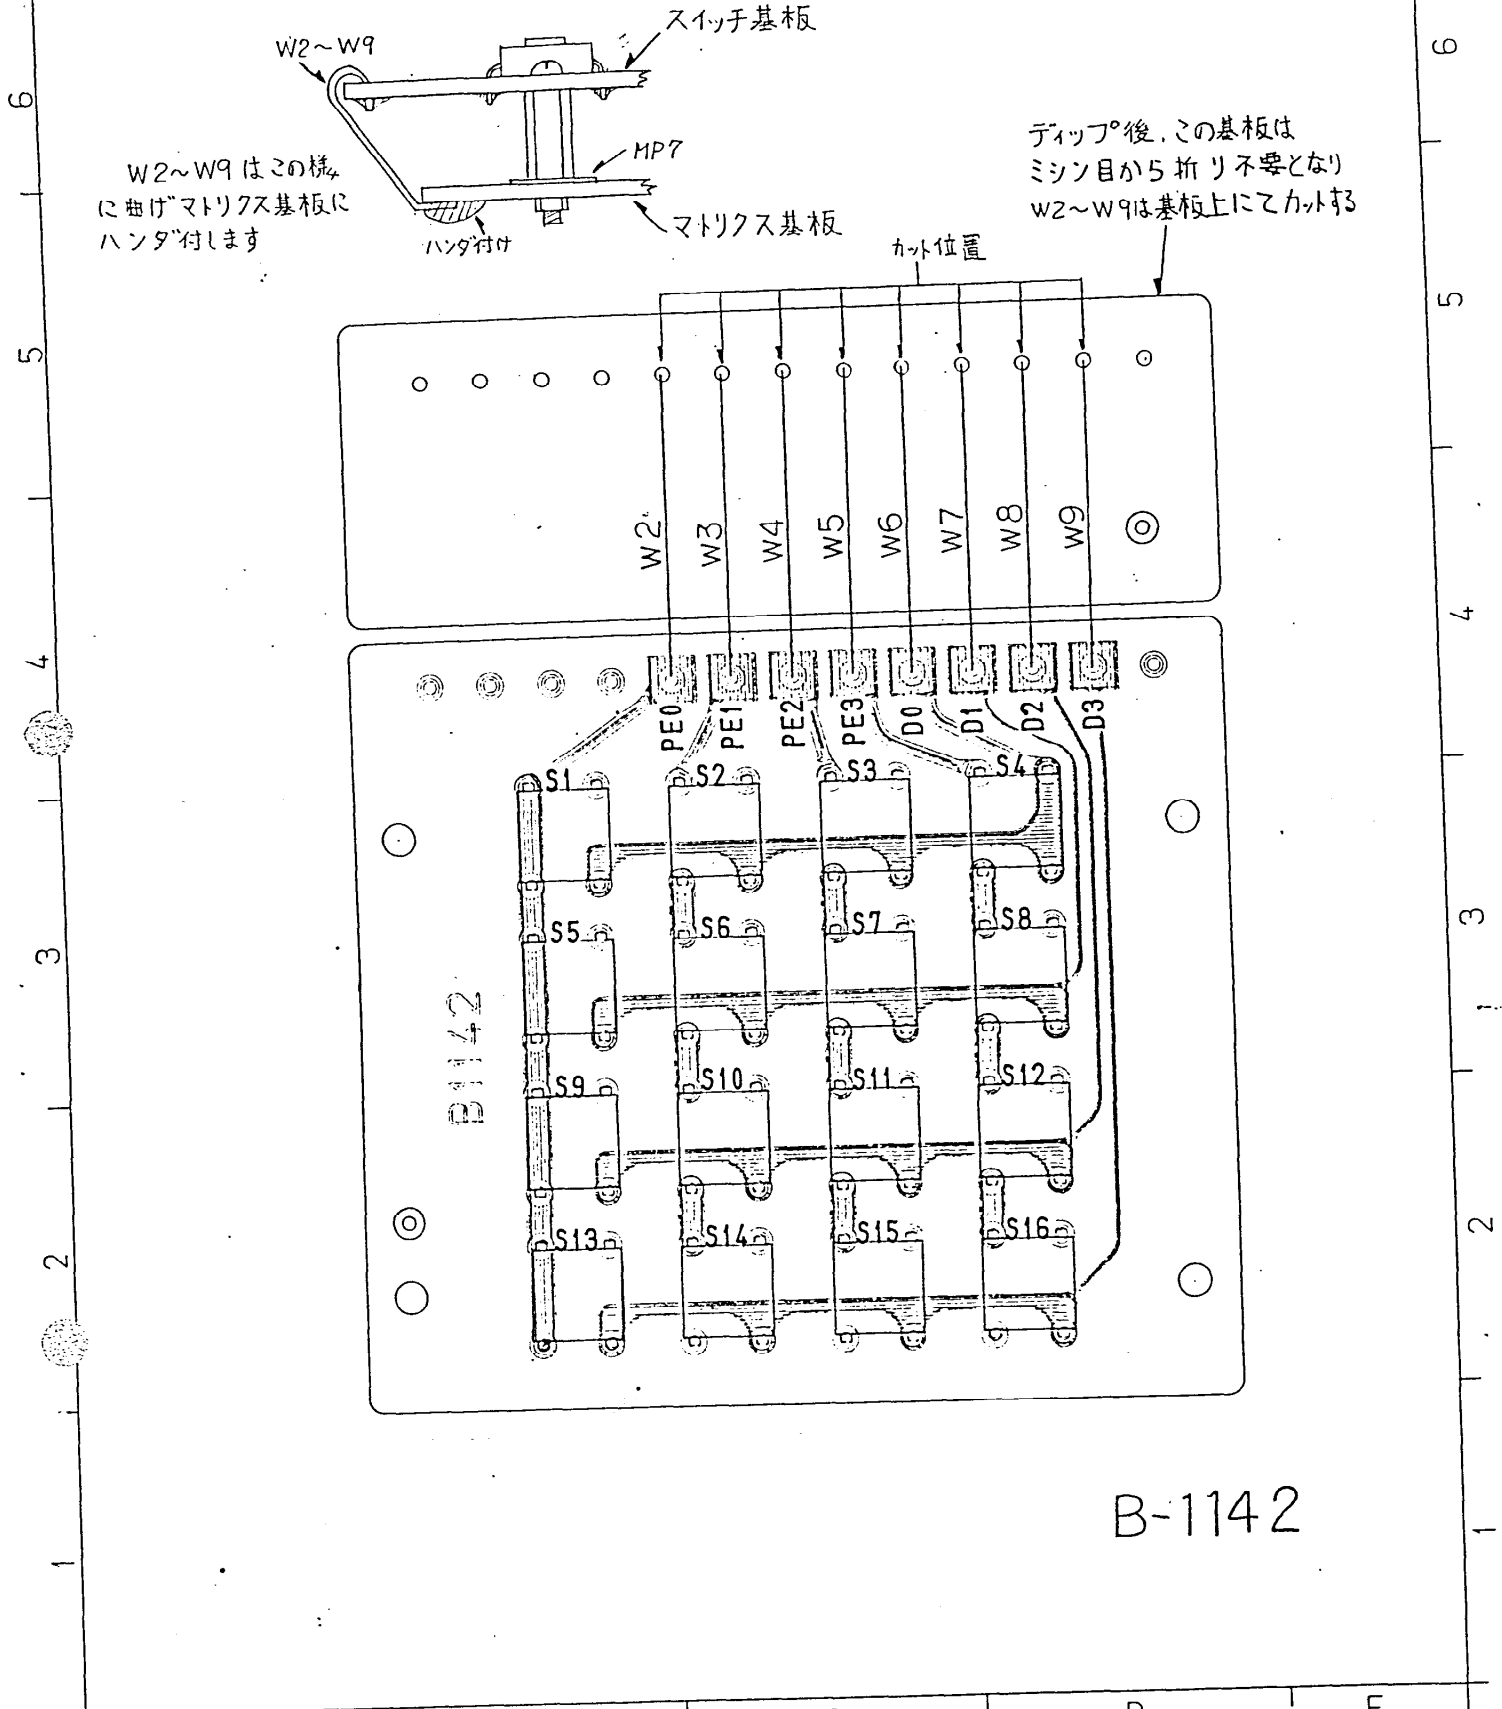 スイッチ基板
W2~W9
6
6
MP7
W2~W9はこの様
に曲げマトリクス基板に
ハンダ付します
ハンダ付け
マトリクス基板
ディップ後、この基板は
ミシン目から折り不要となり
W2~W9は基板上にてカットする
カット位置
5
5
W2
W3
W4
W5
W6
W7
W8
W9
4
4
PE0
PE1
PE2
PE3
D0
D1
D2
D3
S1
S2
S3
S4
S5
S6
S7
S8
3
3
B1142
S9
S10
S11
S12
S13
S14
S15
S16
2
2
B-1142
1
1